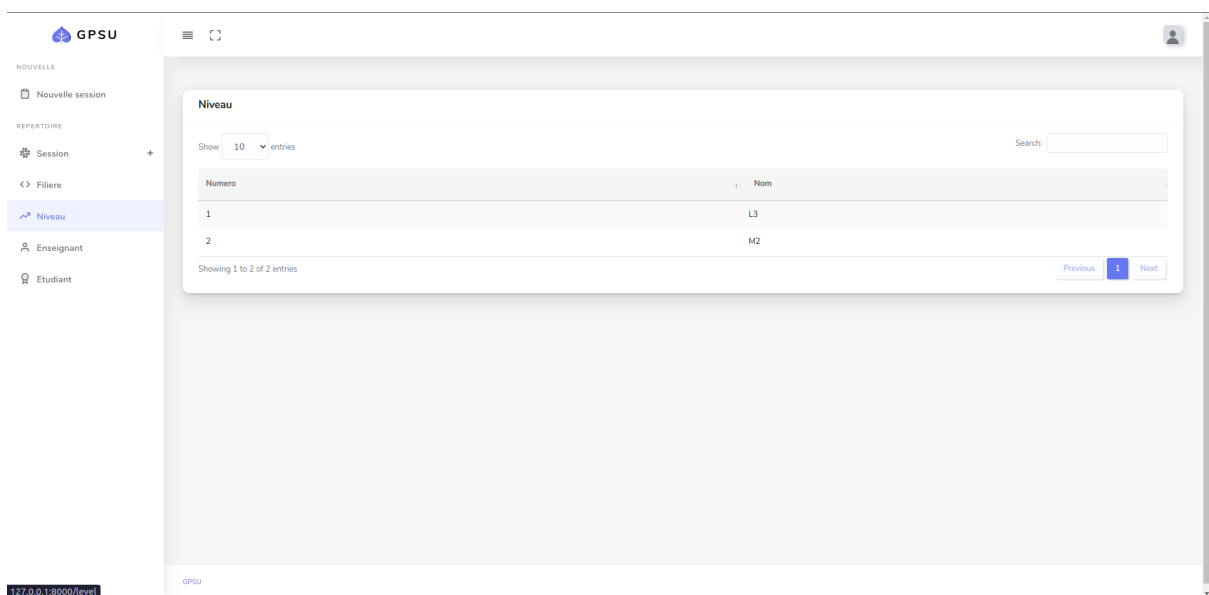 GPSU
NOUVELLE
Nouvelle session
REPERTOIRE
Session +
Filiere
Niveau
Enseignant
Etudiant
Niveau
Show 10 entries
Search:
Numero Nom
1 L3
2 M2
Showing 1 to 2 of 2 entries
Previous 1 Next
GPSU
127.0.0.1:8000/level